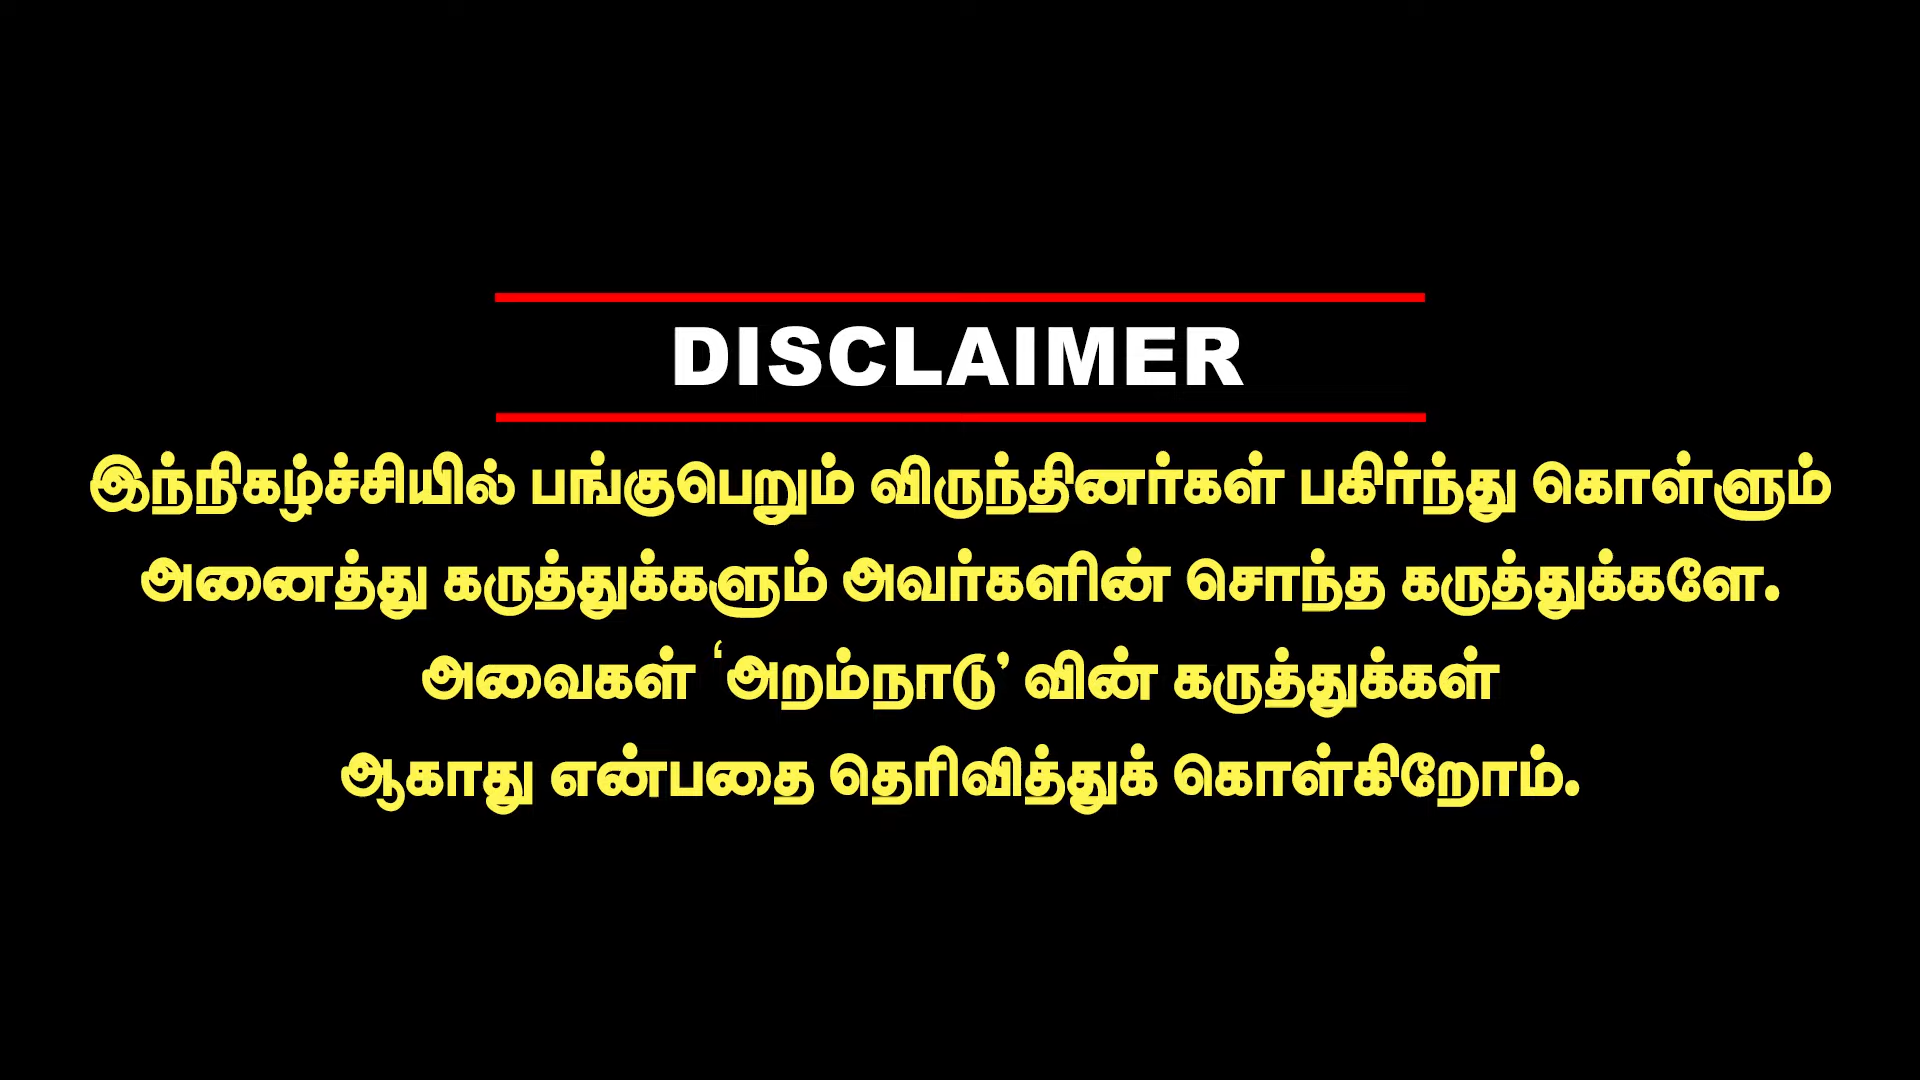 DISCLAIMER
இந்நிகழ்ச்சியில் பங்குபெறும் விருந்தினர்கள் பகிர்ந்து கொள்ளும்
அனைத்து கருத்துக்களும் அவர்களின் சொந்த கருத்துக்களே.
அவைகள் ‘அறம்நாடு’ வின் கருத்துக்கள்
ஆகாது என்பதை தெரிவித்துக் கொள்கிறோம்.